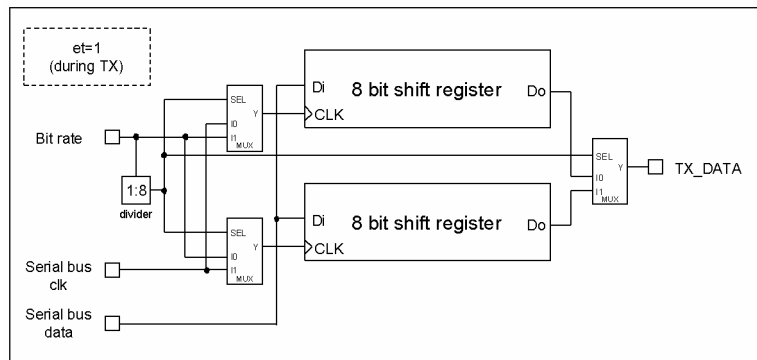 et=1
(during TX)
Di
8 bit shift register
Do
CLK
SEL
Y
I0
I1
MUX
Bit rate
1:8
divider
SEL
Y
I0
I1
MUX
TX_DATA
Di
8 bit shift register
Do
CLK
SEL
Y
I0
I1
MUX
Serial bus
clk
Serial bus
data